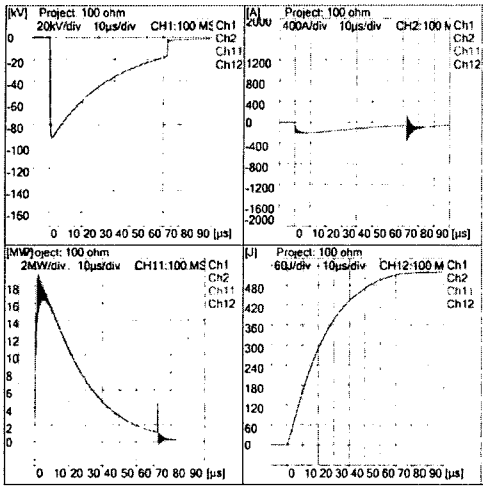 [kV] Project: 100 ohm
20kV/div 10µs/div CH1:100 MS Ch1
Ch2
Ch11
Ch12
0
-20
-40
-60
-80
-100
-120
-140
-160
0 10 20 30 40 50 60 70 80 90 [µs]
[A] Project: 100 ohm
2000 400A/div 10µs/div CH2:100 M Ch1
Ch2
Ch11
Ch12
1200
800
400
0
-400
-800
-1200
-1600
-2000
0 10 20 30 40 50 60 70 80 90 [µs]
[MW] Project: 100 ohm
2MW/div 10µs/div CH11:100 MS Ch1
Ch2
Ch11
Ch12
18
16
14
12
10
8
6
4
2
0
0 10 20 30 40 50 60 70 80 90 [µs]
[J] Project: 100 ohm
60J/div 10µs/div CH12:100 M Ch1
Ch2
Ch11
Ch12
480
420
360
300
240
180
120
60
0
0 10 20 30 40 50 60 70 80 90 [µs]